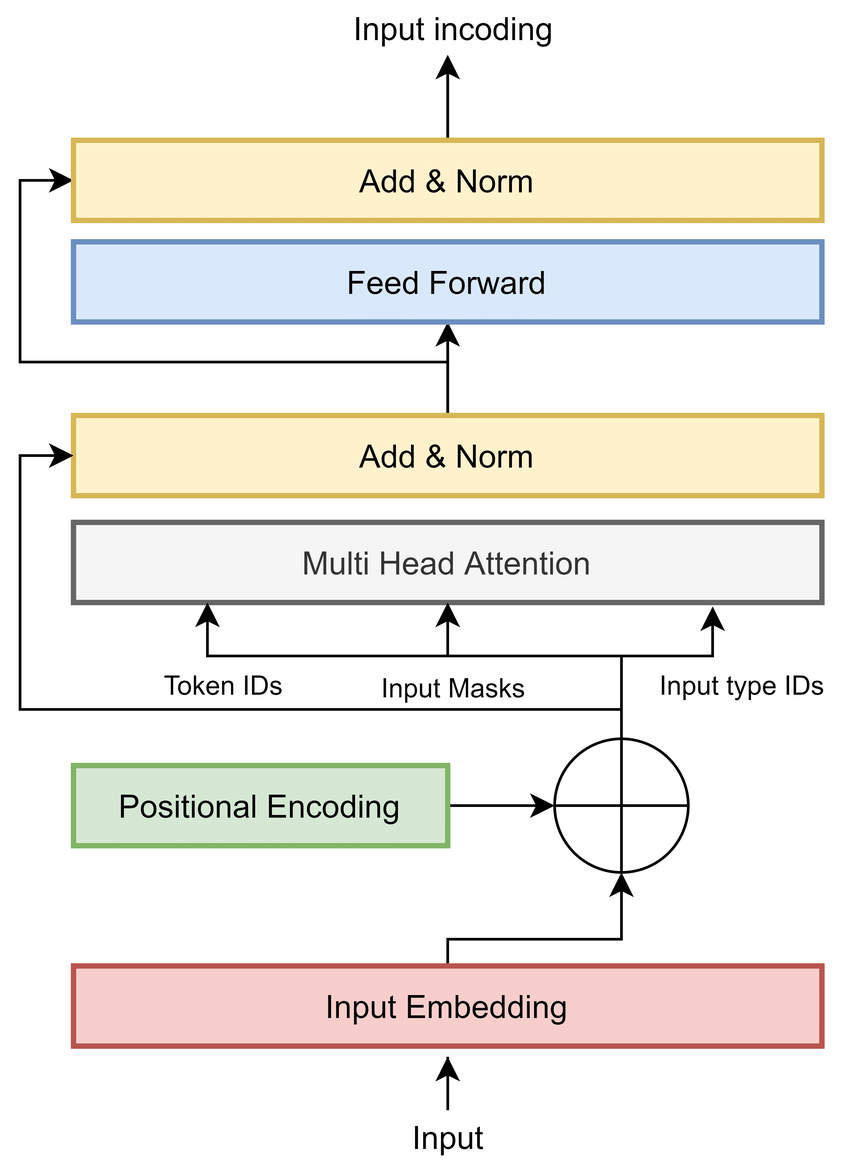 Input incoding
Add & Norm
Feed Forward
Add & Norm
Multi Head Attention
Token IDs
Input Masks
Input type IDs
Positional Encoding
Input Embedding
Input